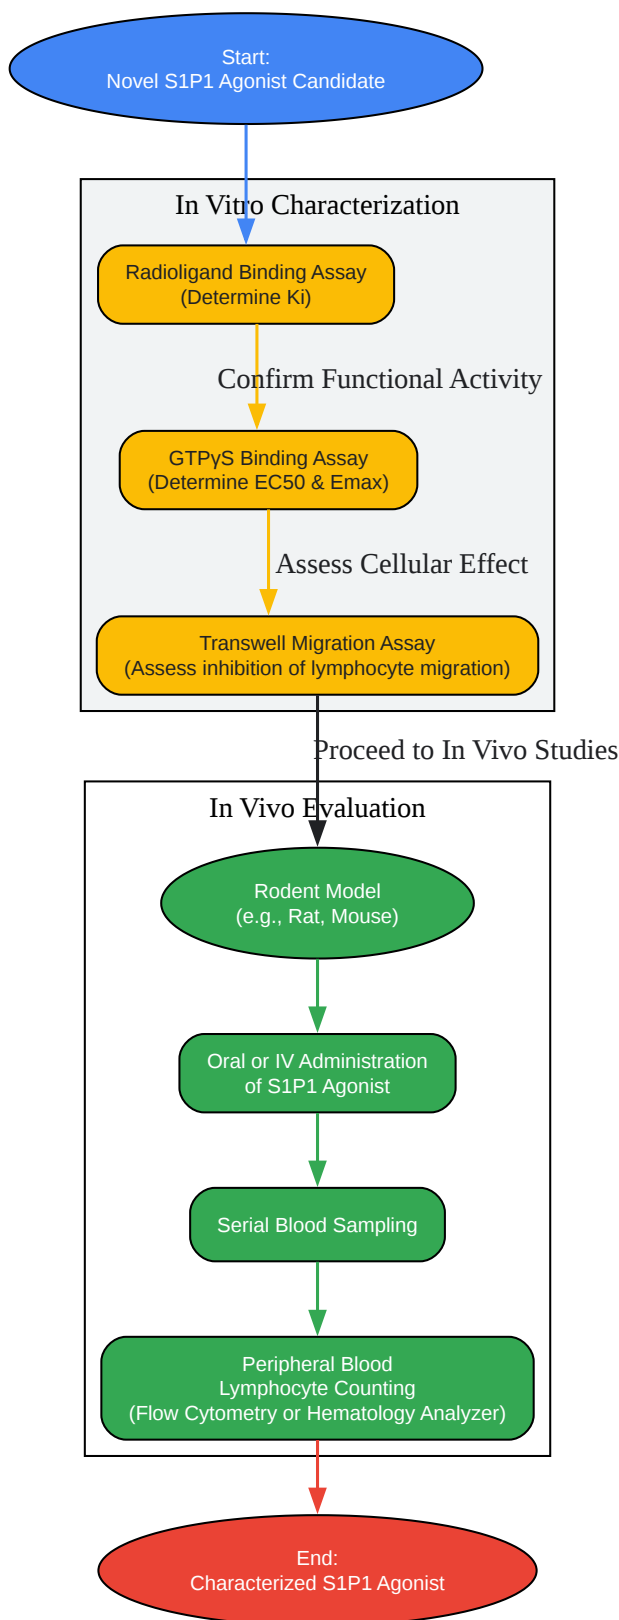 Start:
Novel S1P1 Agonist Candidate
In Vitro Characterization
Radioligand Binding Assay
(Determine Ki)
Confirm Functional Activity
GTPγS Binding Assay
(Determine EC50 & Emax)
Assess Cellular Effect
Transwell Migration Assay
(Assess inhibition of lymphocyte migration)
Proceed to In Vivo Studies
In Vivo Evaluation
Rodent Model
(e.g., Rat, Mouse)
Oral or IV Administration
of S1P1 Agonist
Serial Blood Sampling
Peripheral Blood
Lymphocyte Counting
(Flow Cytometry or Hematology Analyzer)
End:
Characterized S1P1 Agonist